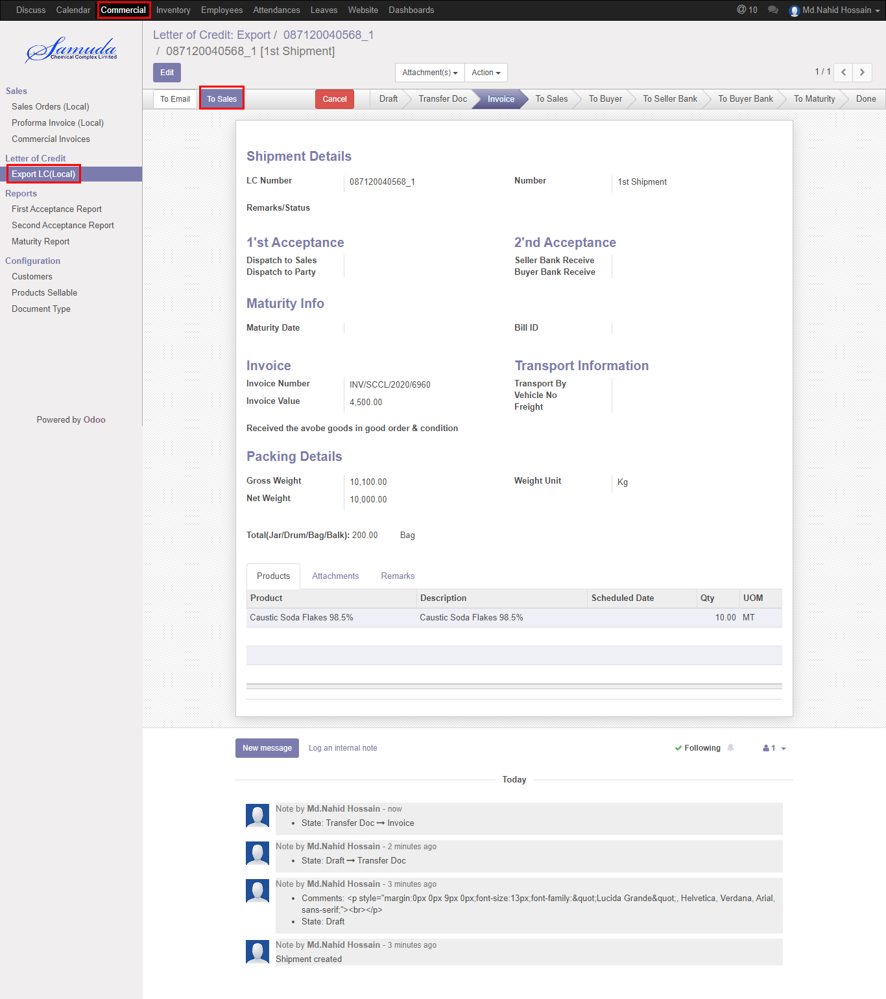 Discuss Calendar Commercial Inventory Employees Attendances Leaves Website Dashboards @ 10 Md.Nahid Hossain
Samuda
Chemical Complex Limited
Letter of Credit: Export / 087120040568_1
/ 087120040568_1 [1st Shipment]
Edit Attachment(s) Action 1 / 1
To Email To Sales Cancel Draft Transfer Doc Invoice To Sales To Buyer To Seller Bank To Buyer Bank To Maturity Done
Sales
Sales Orders (Local)
Proforma Invoice (Local)
Commercial Invoices
Letter of Credit
Export LC(Local)
Reports
First Acceptance Report
Second Acceptance Report
Maturity Report
Configuration
Customers
Products Sellable
Document Type
Powered by Odoo
Shipment Details
LC Number 087120040568_1 Number 1st Shipment
Remarks/Status
1'st Acceptance 2'nd Acceptance
Dispatch to Sales Seller Bank Receive
Dispatch to Party Buyer Bank Receive
Maturity Info
Maturity Date Bill ID
Invoice Transport Information
Invoice Number INV/SCCL/2020/6960 Transport By
Vehicle No
Invoice Value 4,500.00 Freight
Received the avobe goods in good order & condition
Packing Details
Gross Weight 10,100.00 Weight Unit Kg
Net Weight 10,000.00
Total(Jar/Drum/Bag/Balk): 200.00 Bag
Products Attachments Remarks
Product Description Scheduled Date Qty UOM
Caustic Soda Flakes 98.5% Caustic Soda Flakes 98.5% 10.00 MT
New message Log an internal note Following 1
Today
Note by Md.Nahid Hossain - now
• State: Transfer Doc → Invoice
Note by Md.Nahid Hossain - 2 minutes ago
• State: Draft → Transfer Doc
Note by Md.Nahid Hossain - 3 minutes ago
• Comments: <p style="margin:0px 0px 9px 0px;font-size:13px;font-family:&quot;Lucida Grande&quot;, Helvetica, Verdana, Arial,
sans-serif;"><br></p>
• State: Draft
Note by Md.Nahid Hossain - 3 minutes ago
Shipment created